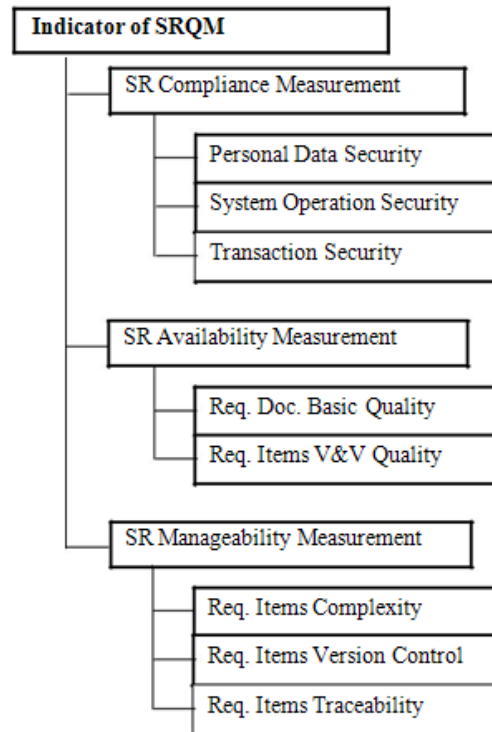 Indicator of SRQM
SR Compliance Measurement
Personal Data Security
System Operation Security
Transaction Security
SR Availability Measurement
Req. Doc. Basic Quality
Req. Items V&V Quality
SR Manageability Measurement
Req. Items Complexity
Req. Items Version Control
Req. Items Traceability